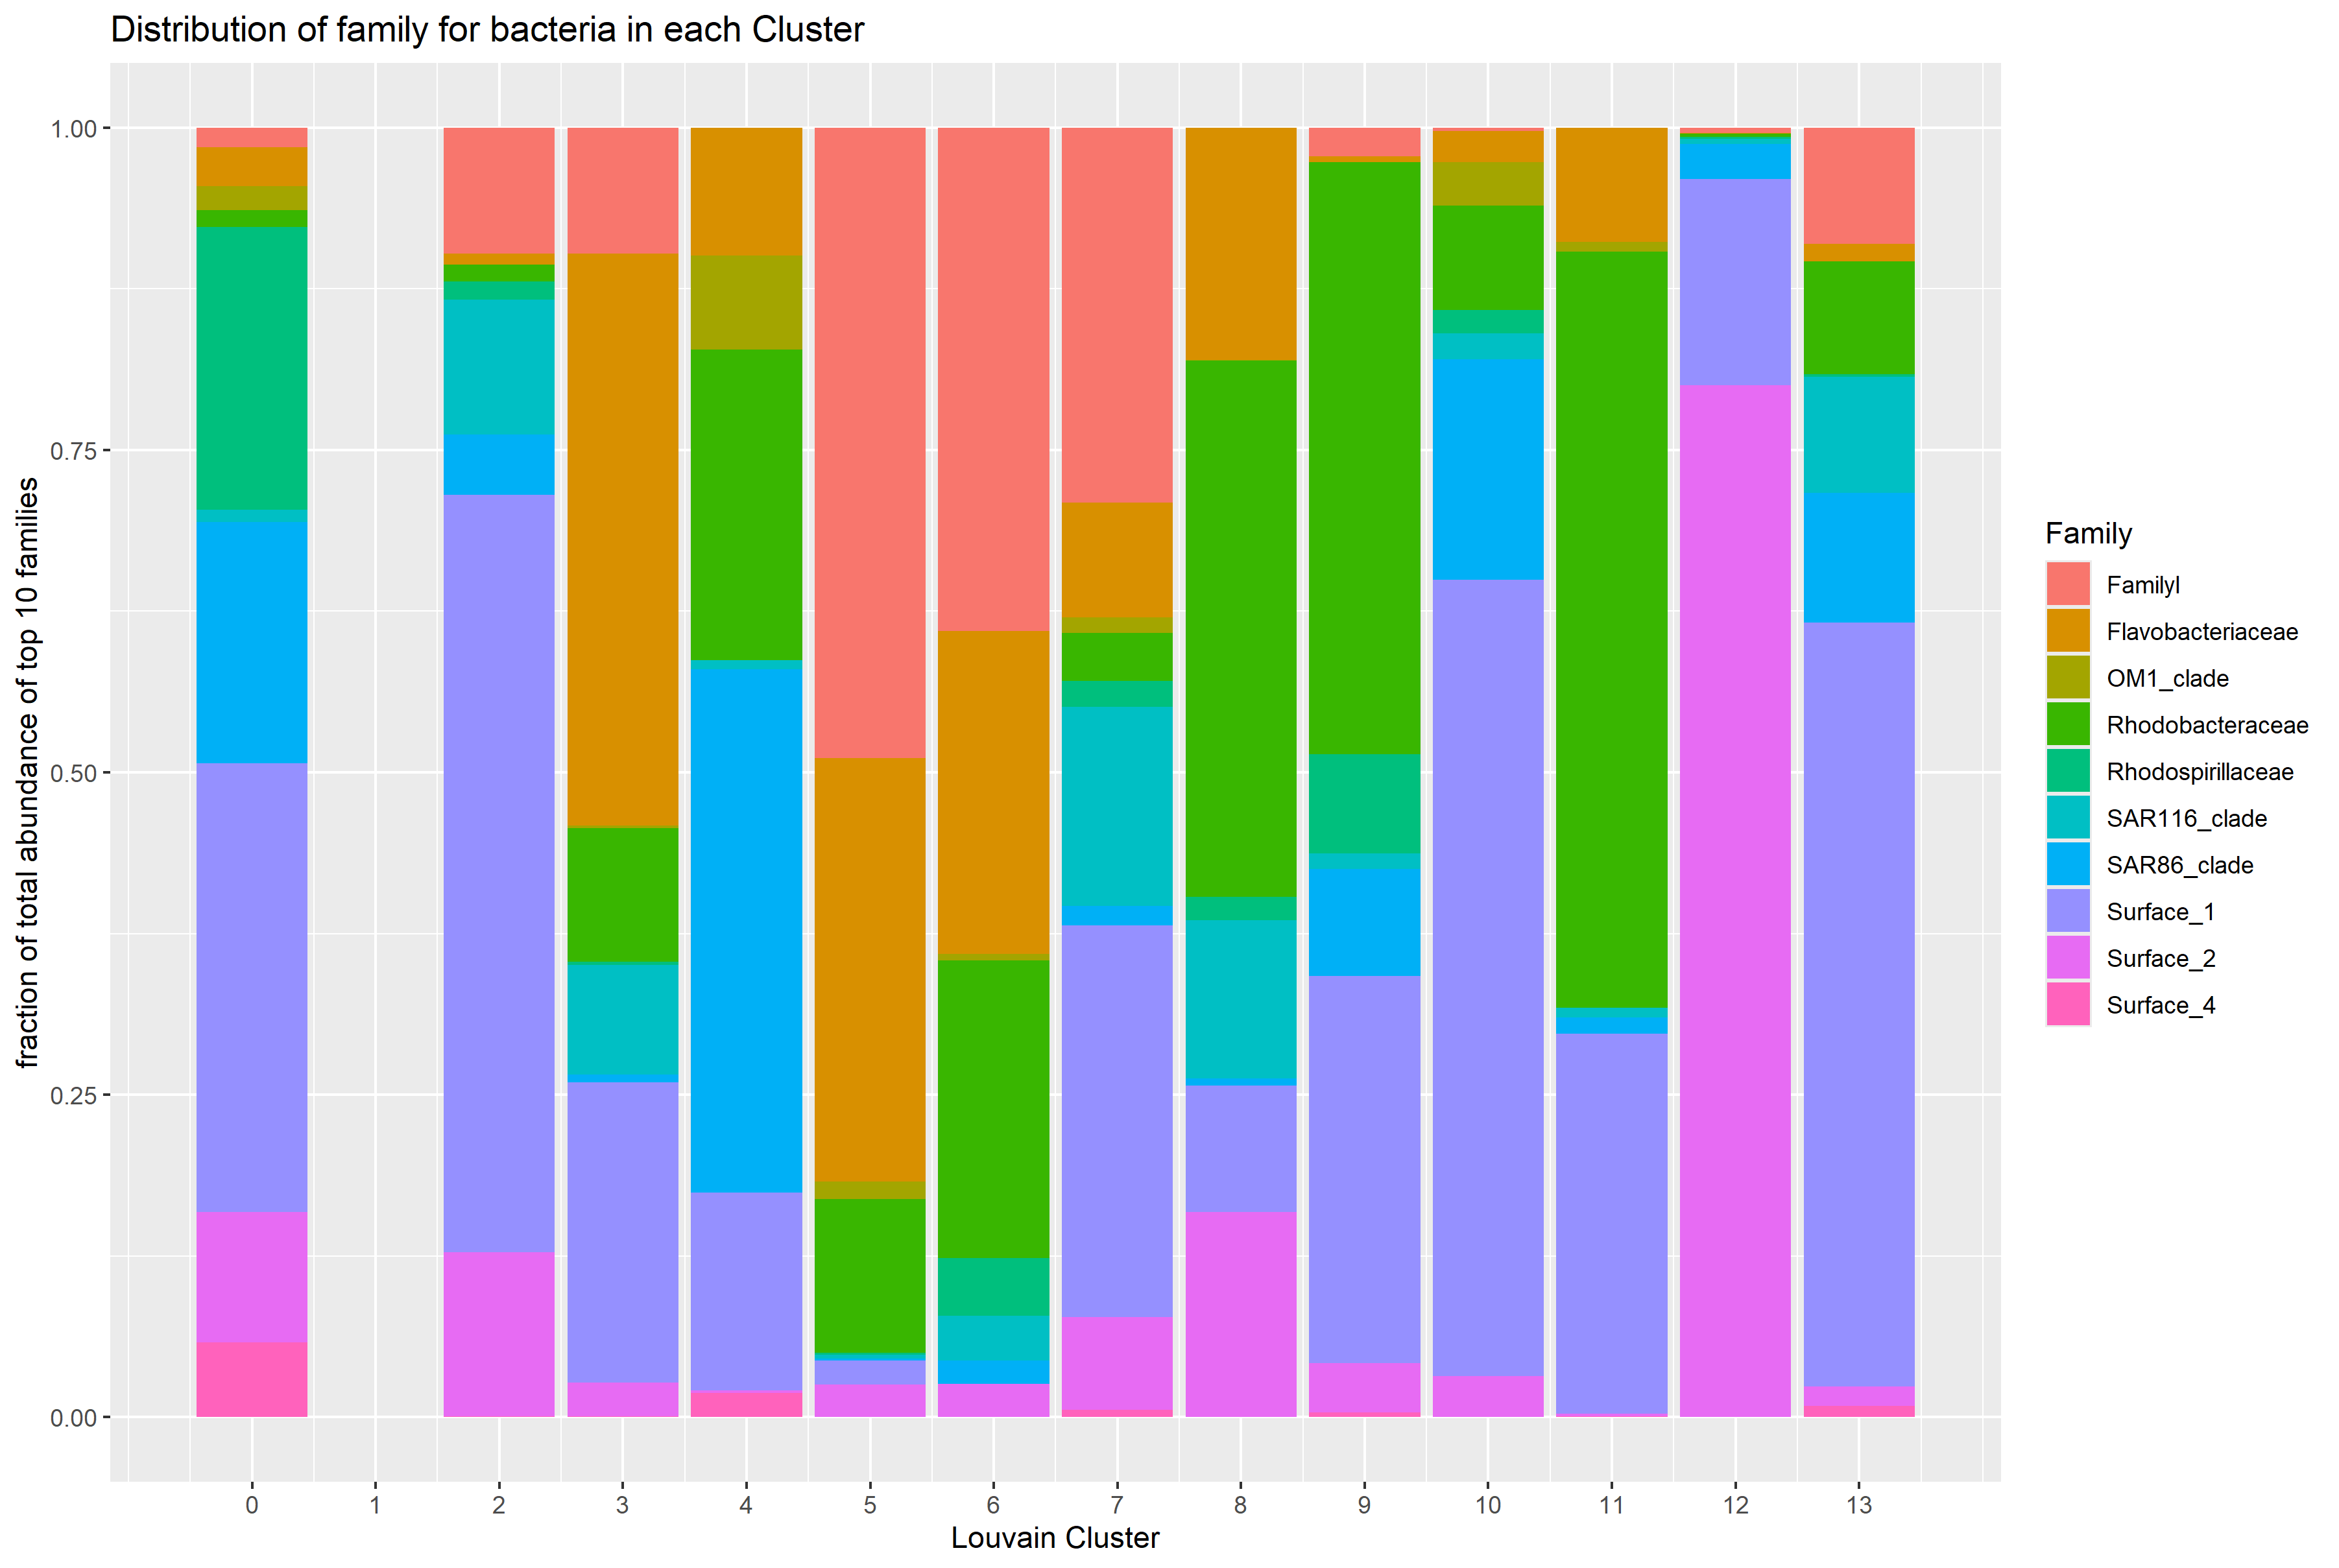 Distribution of family for bacteria in each Cluster
fraction of total abundance of top 10 families
1.00
0.75
0.50
0.25
0.00
0 1 2 3 4 5 6 7 8 9 10 11 12 13
Louvain Cluster
Family
FamilyI
Flavobacteriaceae
OM1_clade
Rhodobacteraceae
Rhodospirillaceae
SAR116_clade
SAR86_clade
Surface_1
Surface_2
Surface_4